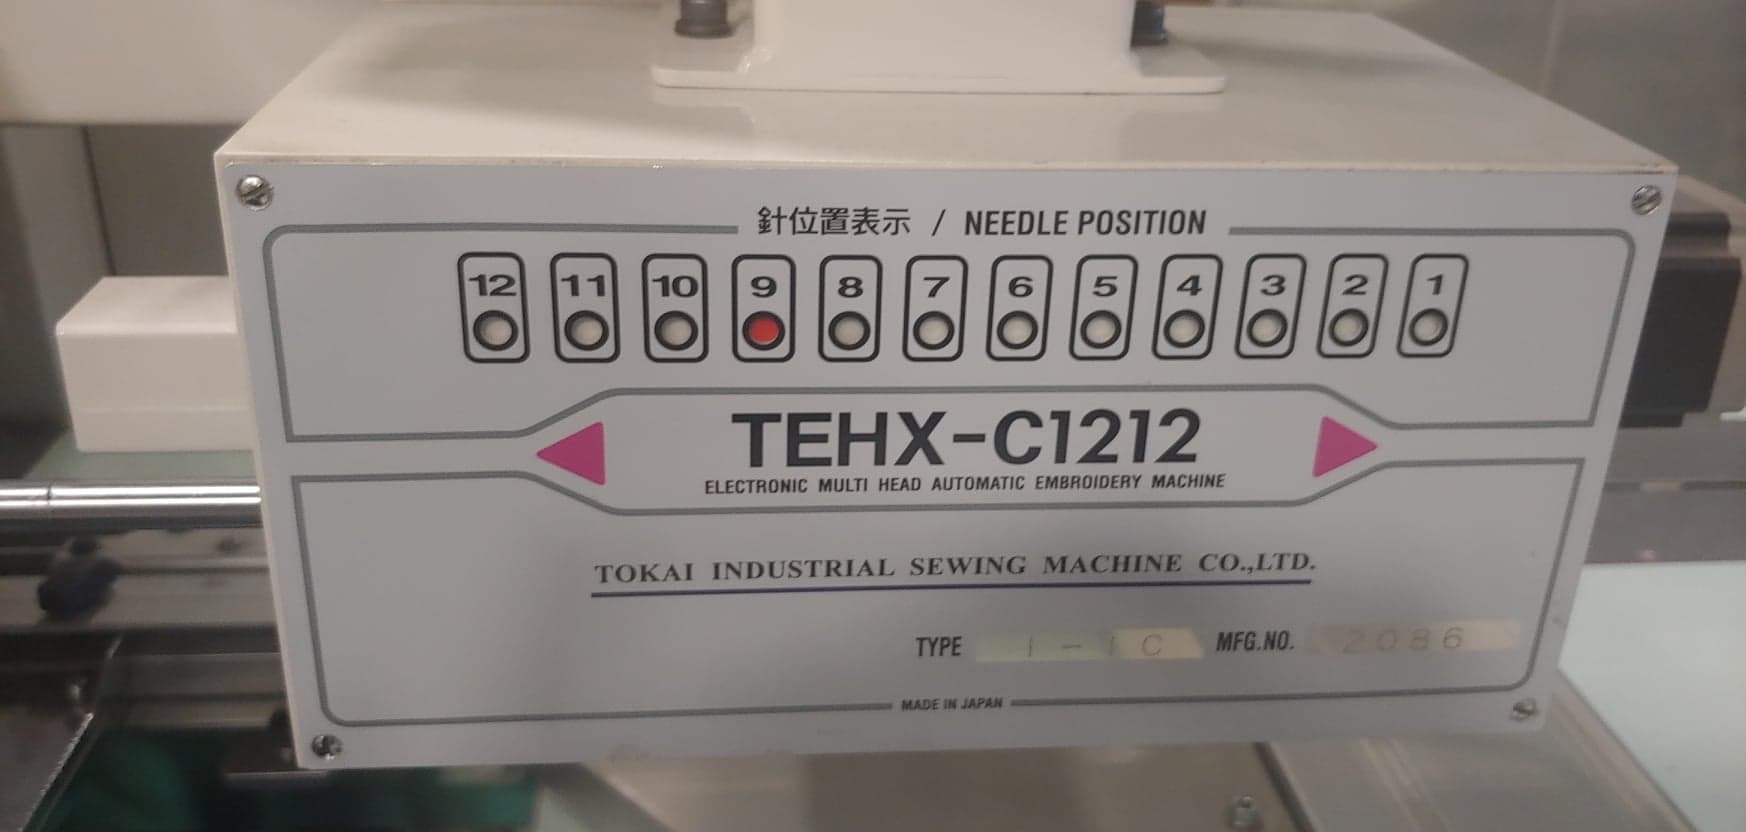 針位置表示 / NEEDLE POSITION
12 11 10 9 8 7 6 5 4 3 2 1
TEHX-C1212
ELECTRONIC MULTI HEAD AUTOMATIC EMBROIDERY MACHINE
TOKAI INDUSTRIAL SEWING MACHINE CO.,LTD.
TYPE 1-1C MFG.NO. 2086
MADE IN JAPAN